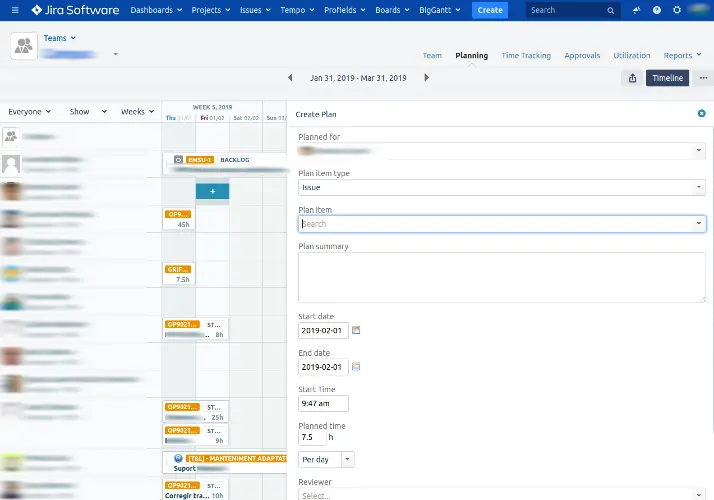 Jira Software Dashboards Projects Issues Tempo Profields Boards BigGantt Create Search
Teams
Team Planning Time Tracking Approvals Utilization Reports
Jan 31, 2019 - Mar 31, 2019
Timeline
Everyone Show Weeks
WEEK 5, 2019
Thu 31/01 Fri 01/02 Sat 02/02 Sun 03/0
Create Plan
Planned for
EMSU-1 BACKLOG
Plan item type
Issue
+
Plan item
Search
OP9...
45h
Plan summary
GRIF...
7.5h
Start date
2019-02-01
OP9021... ST...
8h
End date
2019-02-01
Start Time
9:47 am
OP9021... ST...
25h
OP9021... ST...
9h
Planned time
7.5 h
Per day
[T&L] - MANTENIMENT ADAPTAT
Suport
Reviewer
Select...
OP9021... ST...
Corregir tra... 10h